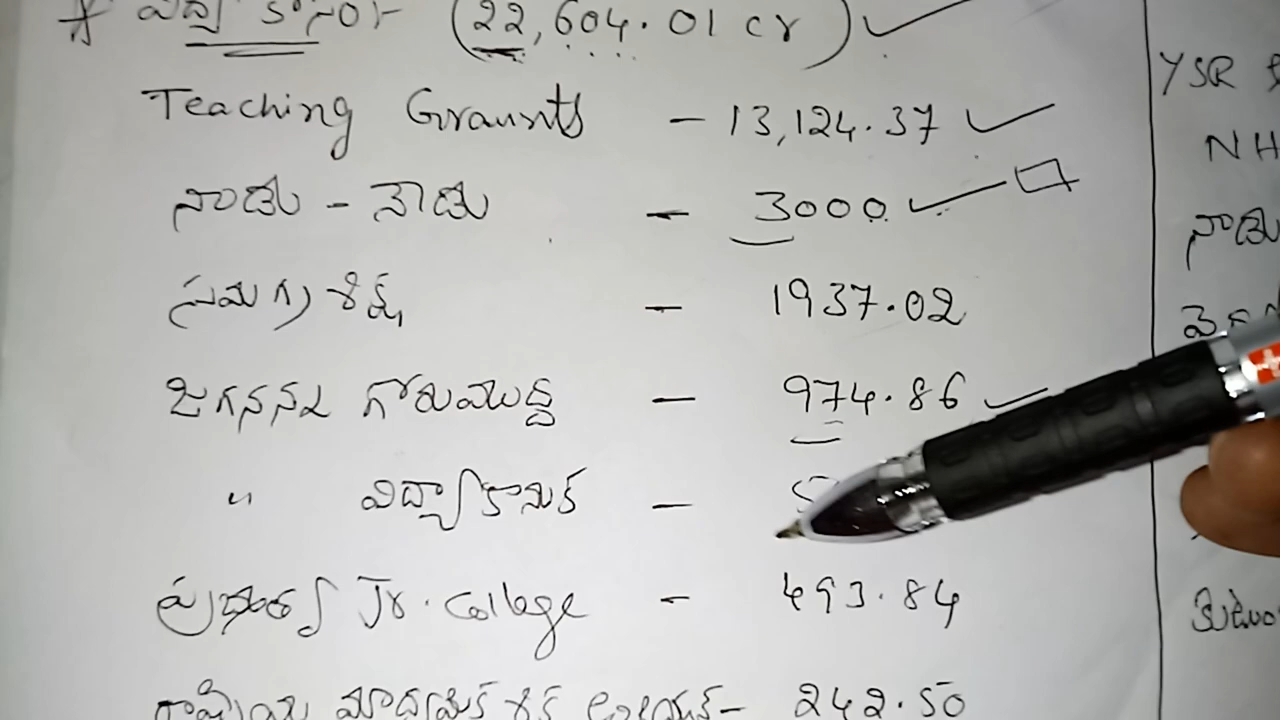 * విద్యా కోసం:- (22,604.01 cr)
Teaching Graunts - 13,124.37
నాడు - నేడు - 3000
సమగ్ర శిక్ష - 1937.02
జగనన్న గోరుముద్ద - 974.86
" విద్యా కానుక -
Jr. College - 493.84
- 242.50
YSR
NH
నాడు